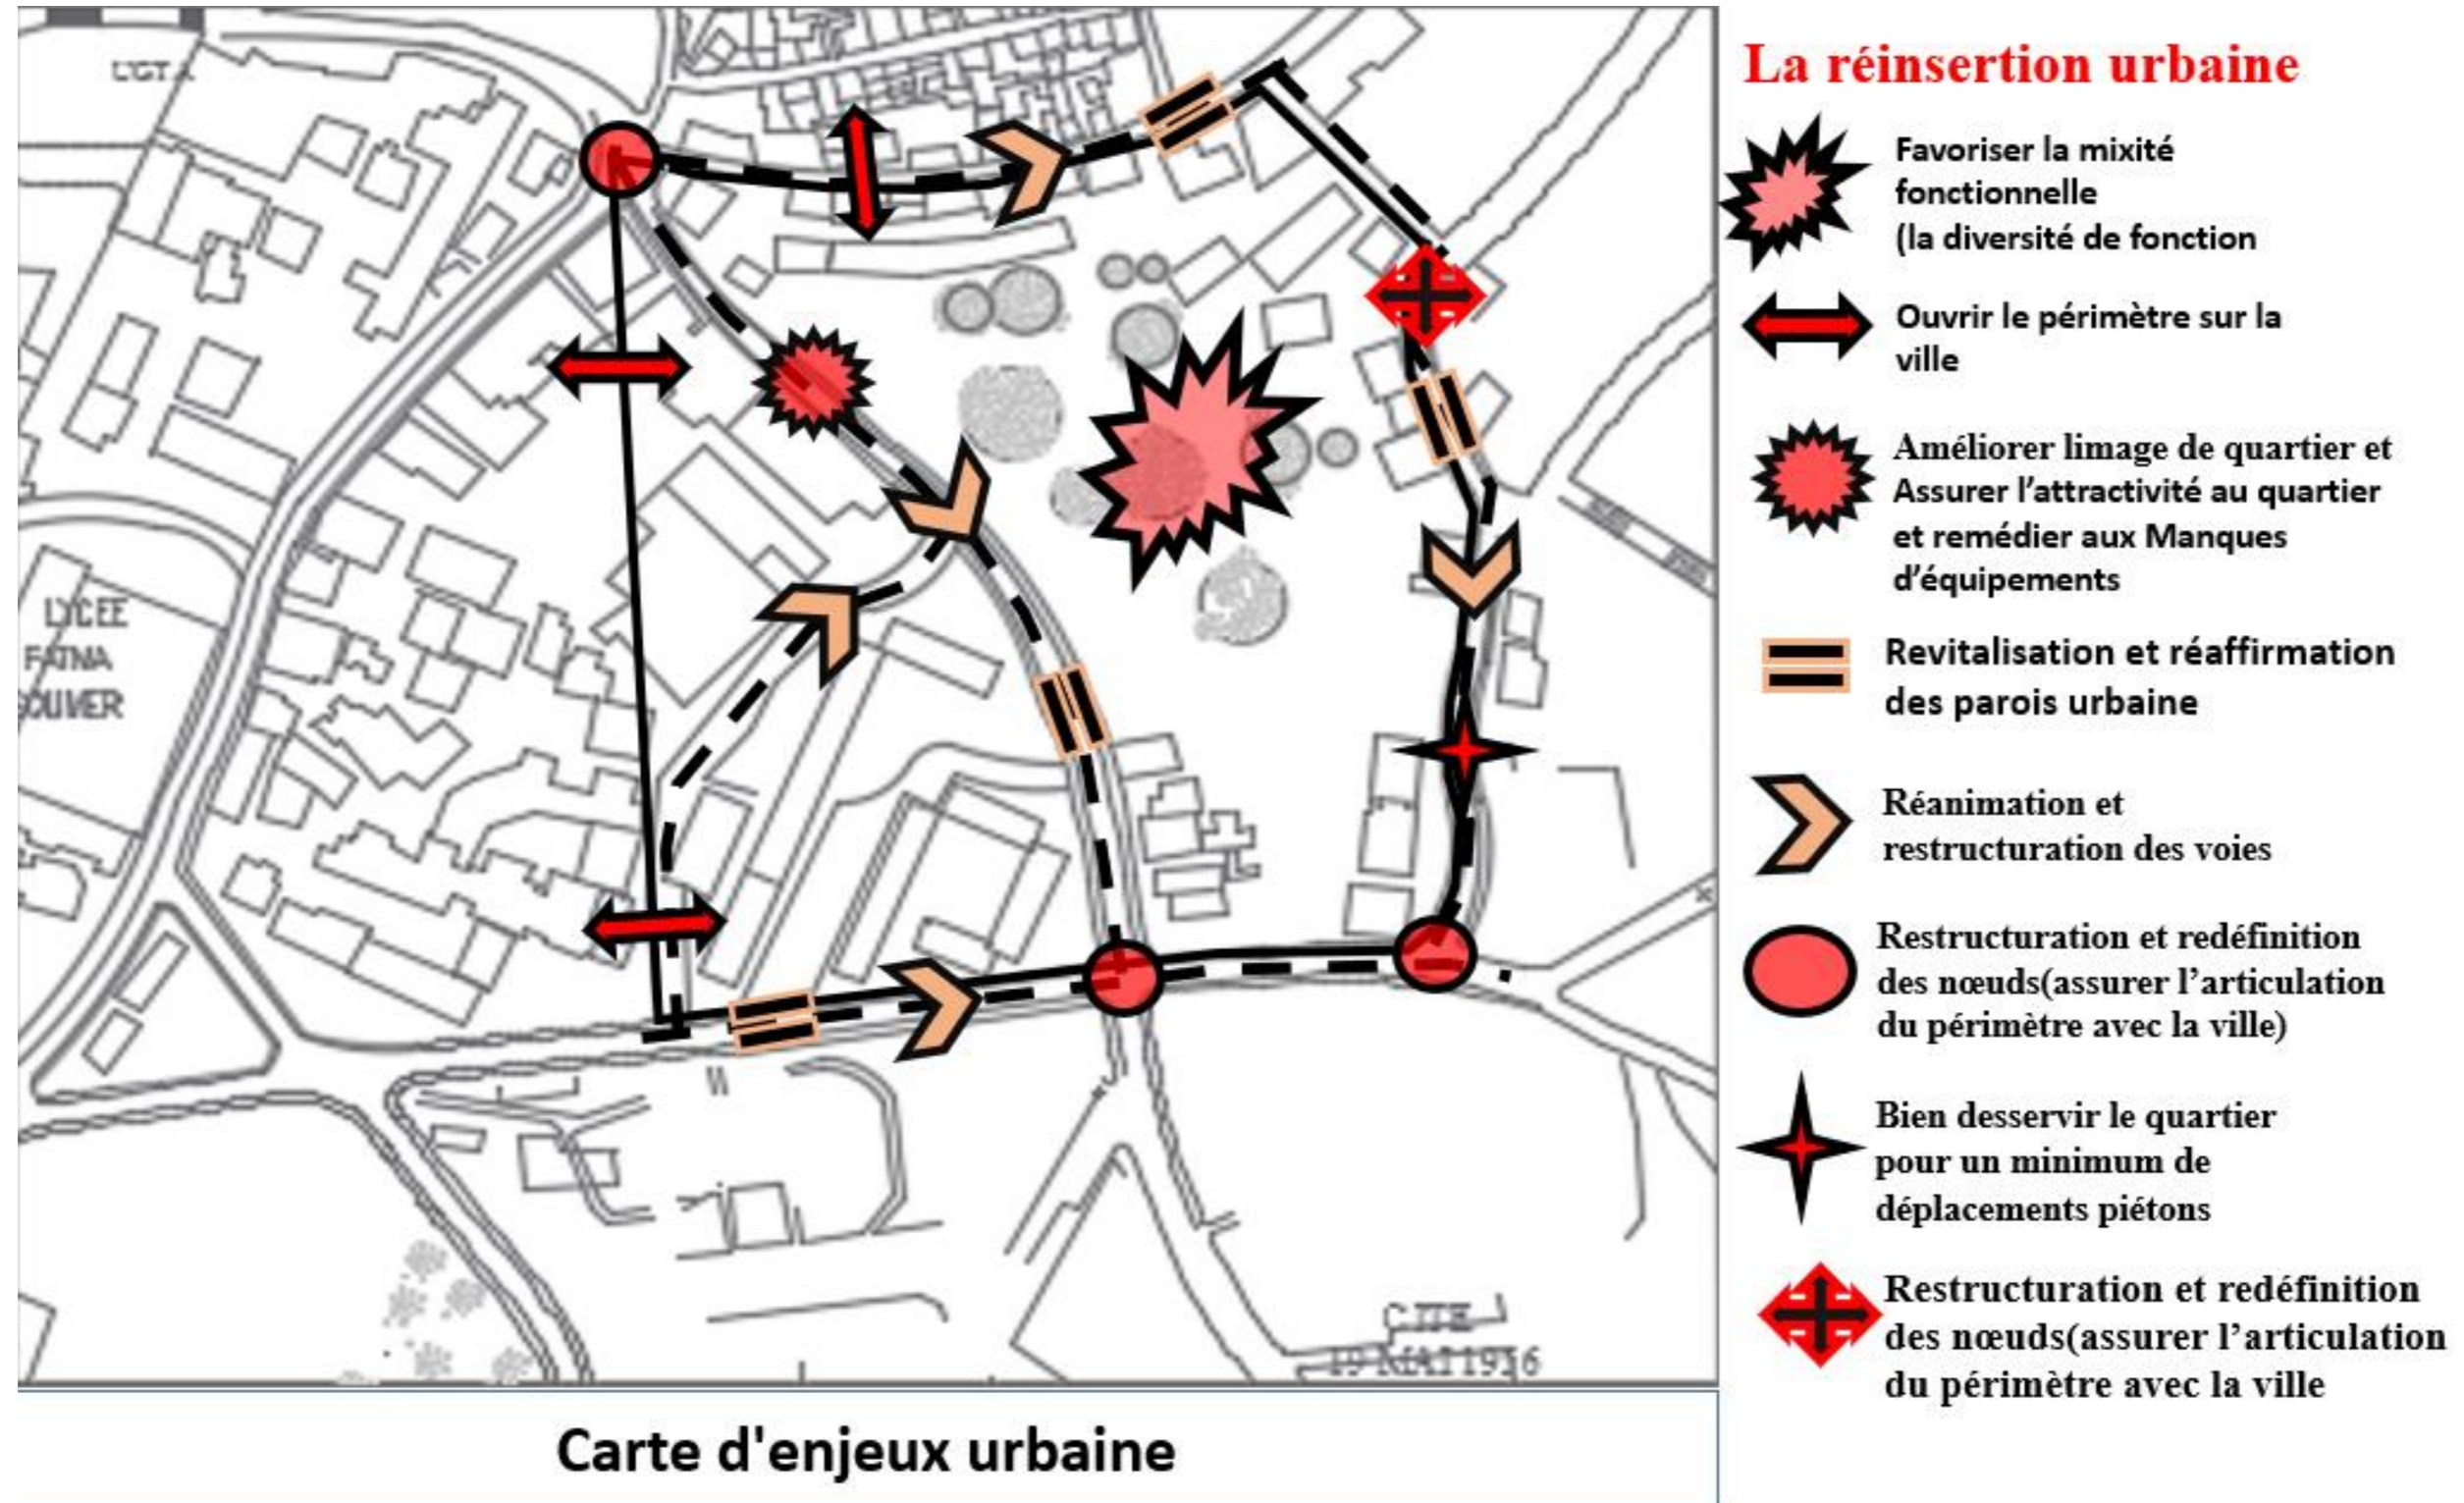 La réinsertion urbaine
Favoriser la mixité
fonctionnelle
(la diversité de fonction
Ouvrir le périmètre sur la
ville
Améliorer limage de quartier et
Assurer l’attractivité au quartier
et remédier aux Manques
d’équipements
Revitalisation et réaffirmation
des parois urbaine
Réanimation et
restructuration des voies
Restructuration et redéfinition
des nœuds(assurer l’articulation
du périmètre avec la ville)
Bien desservir le quartier
pour un minimum de
déplacements piétons
Restructuration et redéfinition
des nœuds(assurer l’articulation
du périmètre avec la ville
LYCEE
FATMA
19 MAI 1956
Carte d'enjeux urbaine